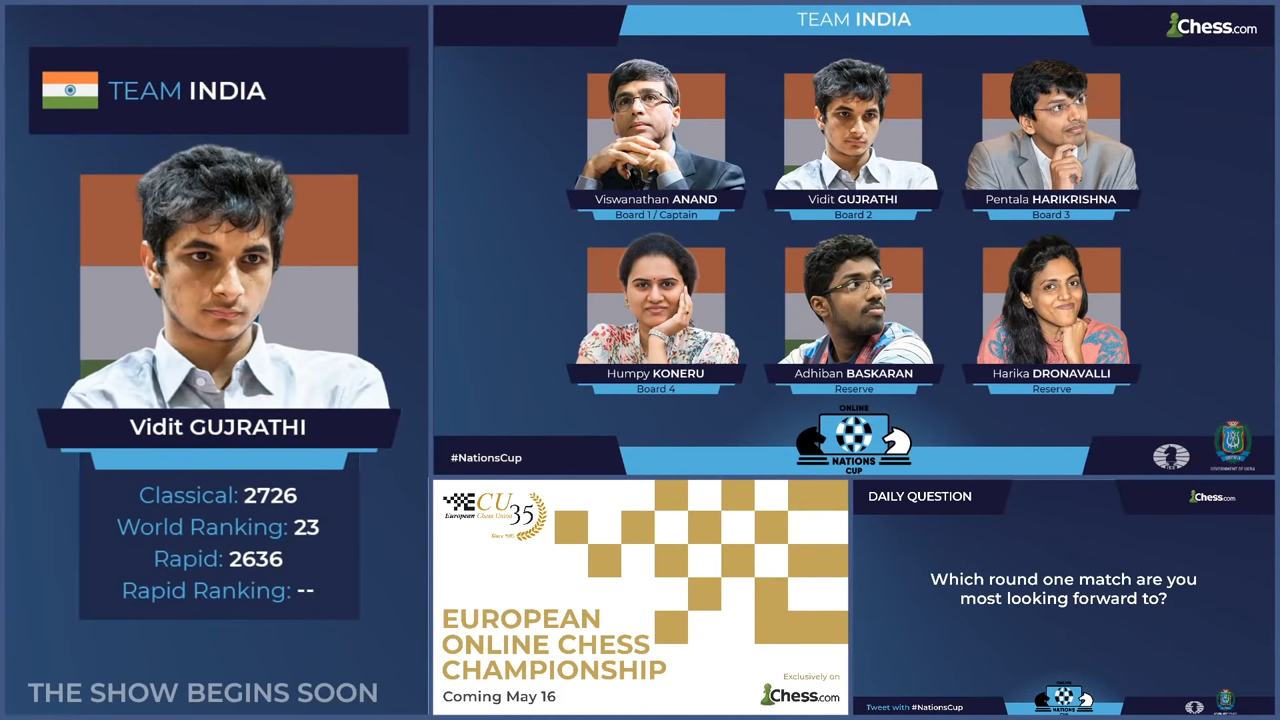 TEAM INDIA
Vidit GUJRATHI
Classical: 2726
World Ranking: 23
Rapid: 2636
Rapid Ranking: --
THE SHOW BEGINS SOON
TEAM INDIA
Chess.com
Viswanathan ANAND
Board 1 / Captain
Vidit GUJRATHI
Board 2
Pentala HARIKRISHNA
Board 3
Humpy KONERU
Board 4
Adhiban BASKARAN
Reserve
Harika DRONAVALLI
Reserve
#NationsCup
ONLINE
NATIONS
CUP
ECU 35
European Chess Union
EUROPEAN
ONLINE CHESS
CHAMPIONSHIP
Coming May 16
Exclusively on
Chess.com
DAILY QUESTION
Chess.com
Which round one match are you
most looking forward to?
Tweet with #NationsCup
NATIONS
CUP